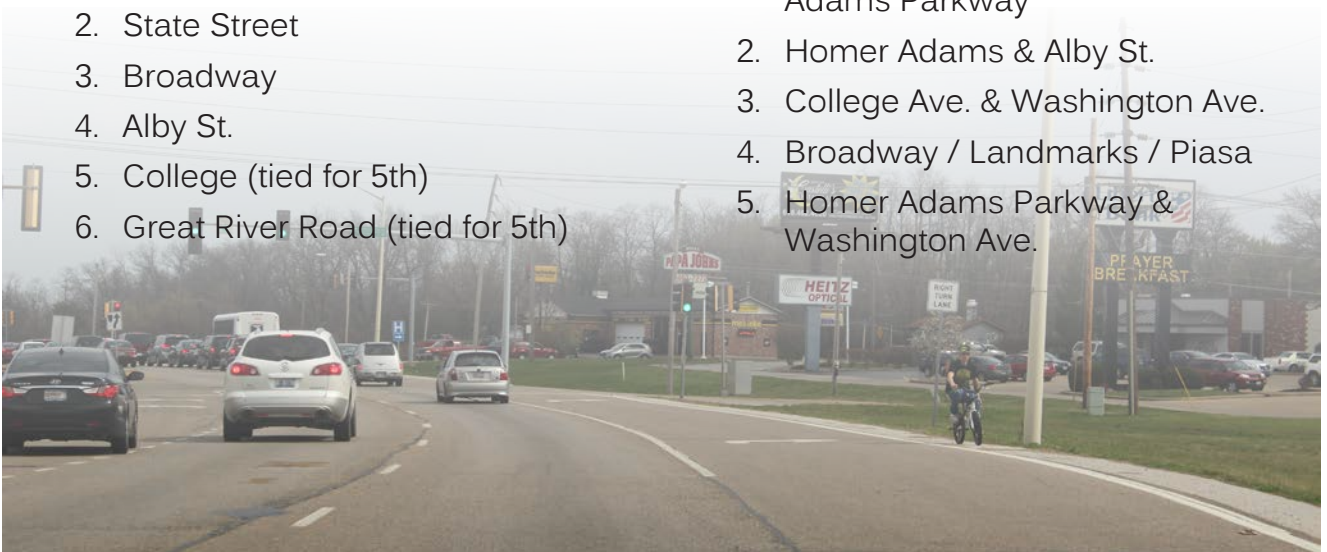 2. State Street
3. Broadway
4. Alby St.
5. College (tied for 5th)
6. Great River Road (tied for 5th)
Adams Parkway
2. Homer Adams & Alby St.
3. College Ave. & Washington Ave.
4. Broadway / Landmarks / Piasa
5. Homer Adams Parkway &
Washington Ave.
PAPA JOHNS
HEITZ
OPTICAL
RIGHT
TURN
LANE
PRAYER
BREAKFAST
H